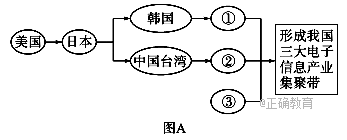 美国
日本
韩国
①
中国台湾
②
③
形成我国
三大电子
信息产业
集聚带
@正确教育
图A